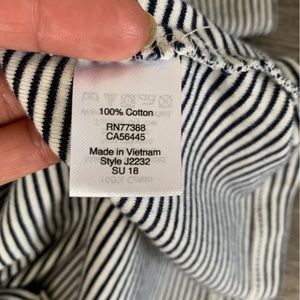 100% Cotton
RN77388
CA56445
Made in Vietnam
Style J2232
SU 18